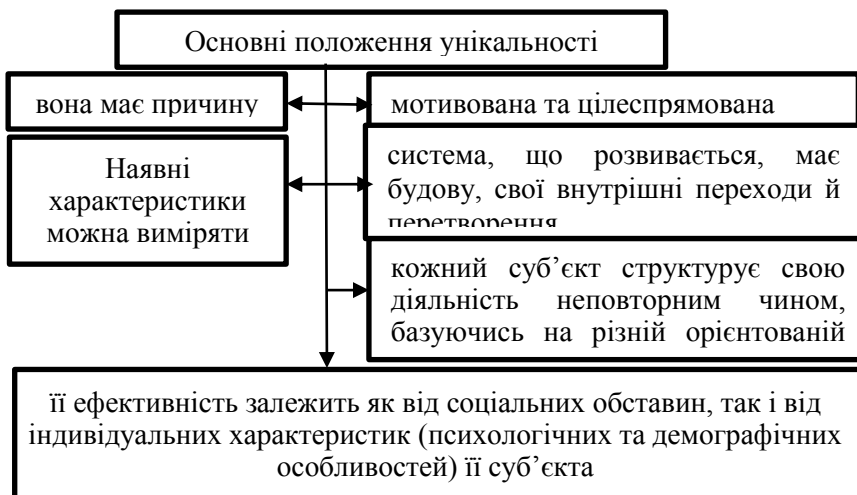 Основні положення унікальності
вона має причину
мотивована та цілеспрямована
Наявні
характеристики
можна виміряти
система, що розвивається, має
будову, свої внутрішні переходи й
перетворення
кожний суб’єкт структурує свою
діяльність неповторним чином,
базуючись на різній орієнтованій
її ефективність залежить як від соціальних обставин, так і від
індивідуальних характеристик (психологічних та демографічних
особливостей) її суб’єкта